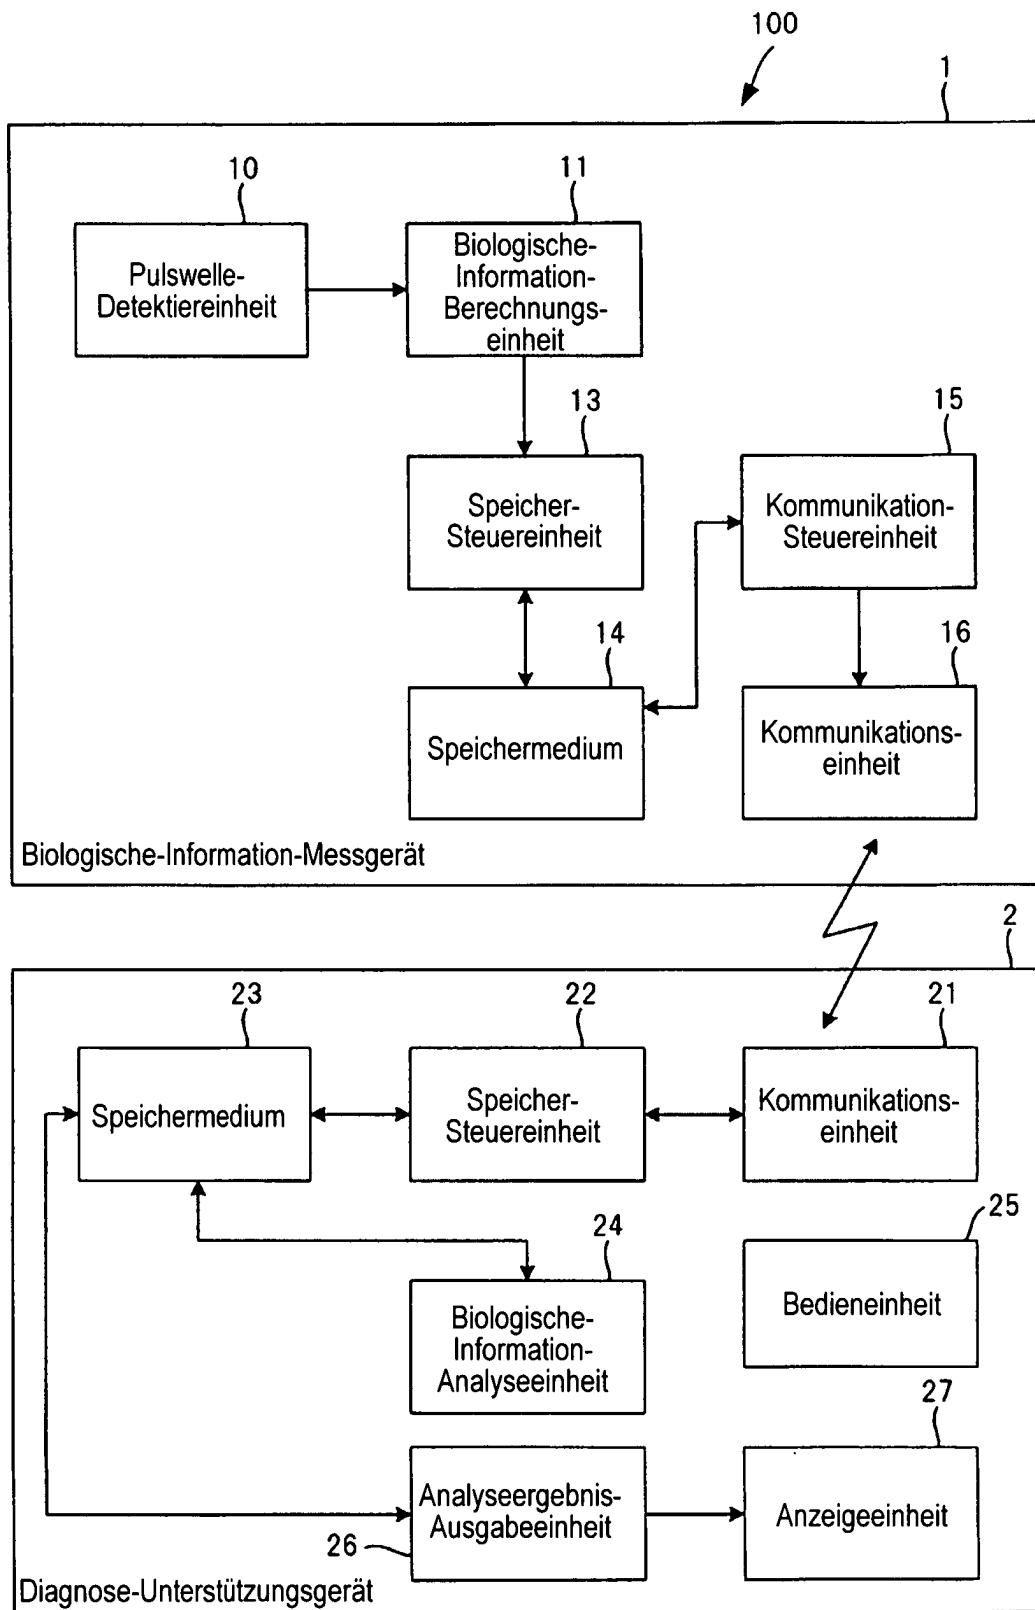 100
1
10
11
Pulswelle-
Detektiereinheit
Biologische-
Information-
Berechnungs-
einheit
13
15
Speicher-
Steuereinheit
Kommunikation-
Steuereinheit
14
16
Speichermedium
Kommunikations-
einheit
Biologische-Information-Messgerät
2
23
22
21
Speichermedium
Speicher-
Steuereinheit
Kommunikations-
einheit
24
25
Biologische-
Information-
Analyseeinheit
Bedieneinheit
27
Analyseergebnis-
Ausgabeeinheit
26
Anzeigeeinheit
Diagnose-Unterstützungsgerät